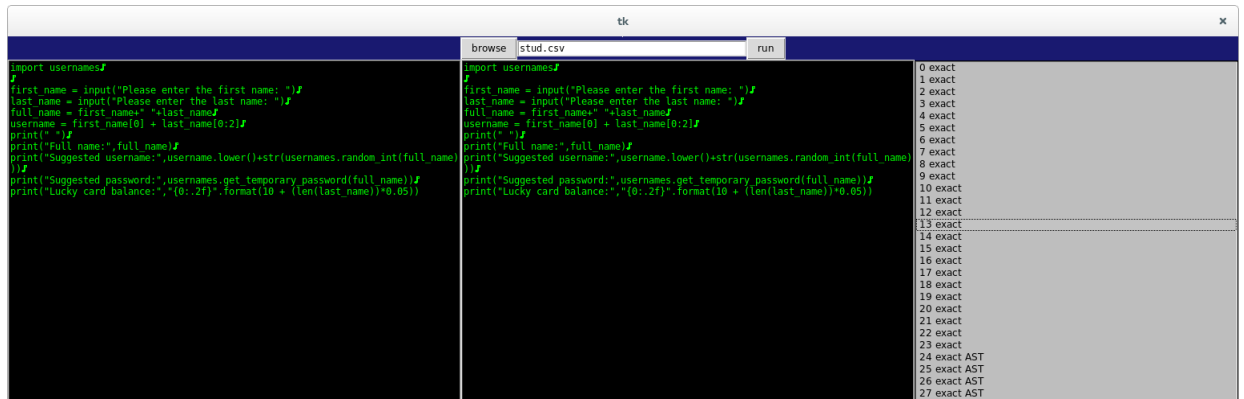 tk
browse stud.csv run
import usernames
first_name = input("Please enter the first name: ")
last_name = input("Please enter the last name: ")
full_name = first_name+" "+last_name
username = first_name[0] + last_name[0:2]
print(" ")
print("Full name:",full_name)
print("Suggested username:",username.lower()+str(usernames.random_int(full_name)
))
print("Suggested password:",usernames.get_temporary_password(full_name))
print("Lucky card balance:","{0:.2f}".format(10 + (len(last_name))*0.05))
import usernames
first_name = input("Please enter the first name: ")
last_name = input("Please enter the last name: ")
full_name = first_name+" "+last_name
username = first_name[0] + last_name[0:2]
print(" ")
print("Full name:",full_name)
print("Suggested username:",username.lower()+str(usernames.random_int(full_name)
))
print("Suggested password:",usernames.get_temporary_password(full_name))
print("Lucky card balance:","{0:.2f}".format(10 + (len(last_name))*0.05))
0 exact
1 exact
2 exact
3 exact
4 exact
5 exact
6 exact
7 exact
8 exact
9 exact
10 exact
11 exact
12 exact
13 exact
14 exact
15 exact
16 exact
17 exact
18 exact
19 exact
20 exact
21 exact
22 exact
23 exact
24 exact AST
25 exact AST
26 exact AST
27 exact AST